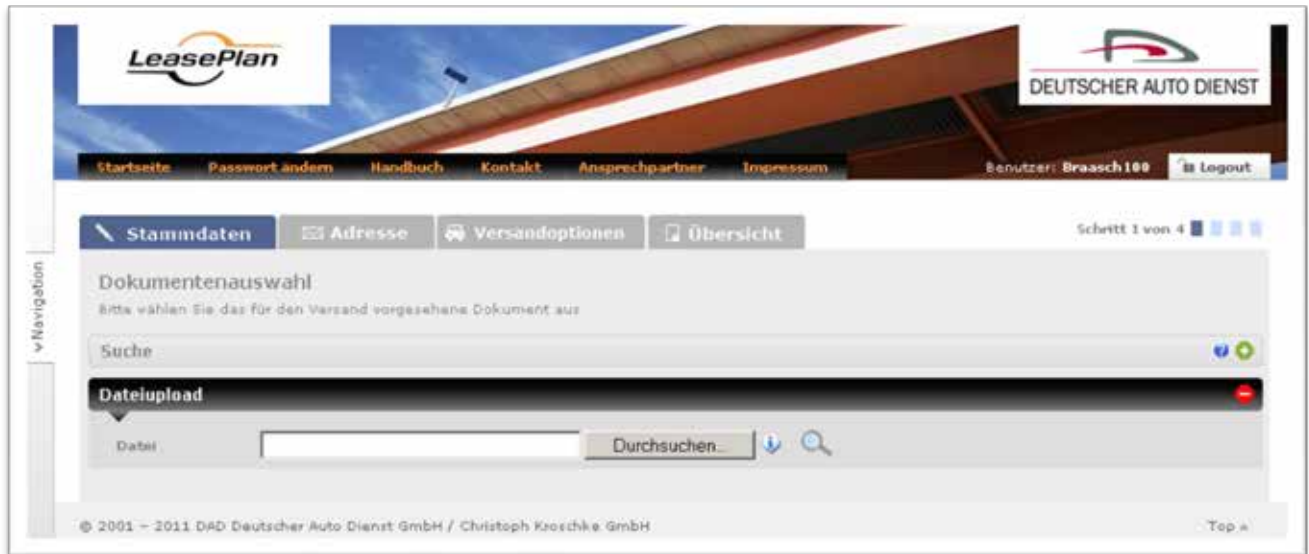 LeasePlan
DEUTSCHER AUTO DIENST
Startseite Passwort ändern Handbuch Kontakt Ansprechpartner Impressum Benutzer: Braasch100 Logout
Stammdaten Adresse Versandoptionen Übersicht Schritt 1 von 4
Navigation
Dokumentenauswahl
Bitte wählen Sie das für den Versand vorgesehene Dokument aus
Suche
Dateiupload
Datei Durchsuchen...
© 2001 - 2011 DAD Deutscher Auto Dienst GmbH / Christoph Kroschke GmbH Top